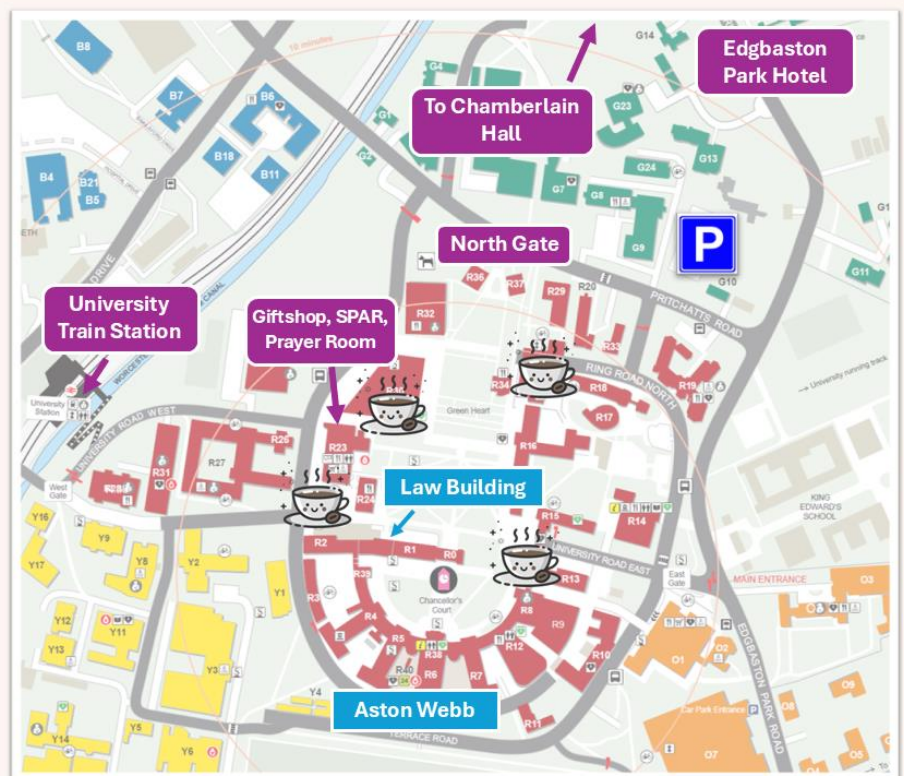 B8
G14
Edgbaston
Park Hotel
10 minutes
G4
B7
B6
To Chamberlain
Hall
G23
G1
G2
B18
B11
G24
G13
G7
G8
B4
B21
B5
G9
P
North Gate
R36
R37
R29
R20
G10
G11
PRITCHATTS ROAD
University
Train Station
Giftshop, SPAR,
Prayer Room
R32
R33
→ University running track
RING ROAD NORTH
R34
R18
R19
R17
University
Station
Green Heart
UNIVERSITY ROAD WEST
R26
R23
R16
R27
R31
West
Gate
R24
Law Building
R14
R15
KING
EDWARD'S
SCHOOL
Y16
Y9
R2
R1
R0
UNIVERSITY ROAD EAST
Y17
Y8
R39
R13
East
Gate
MAIN ENTRANCE
O3
Y1
R3
Chancellor's
Court
R8
Y12
Y11
R4
R9
Y13
R5
R38
R12
R10
O1
O2
Y3
R40
R6
R7
EDGBASTON PARK ROAD
O9
Y4
Aston Webb
R11
Car Park Entrance
P
O8
Y14
Y5
Y6
TERRACE ROAD
O7
O5
O6